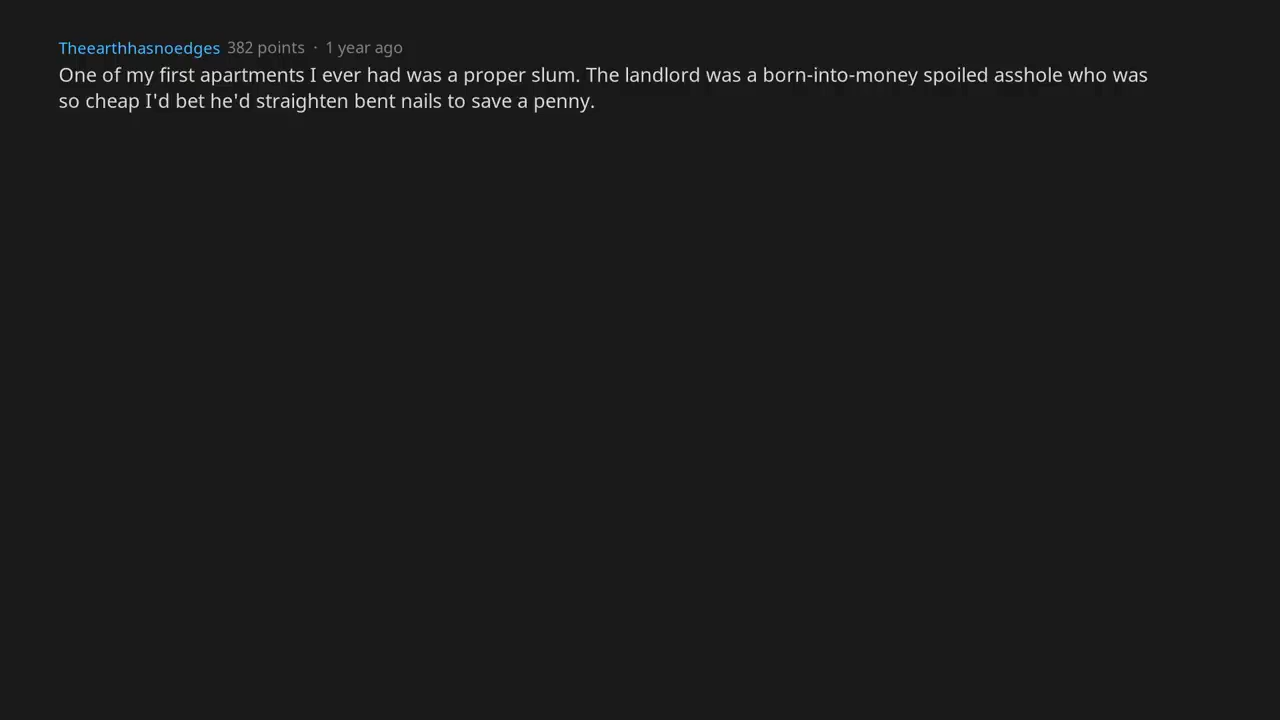 Theearthhasnoedges 382 points · 1 year ago
One of my first apartments I ever had was a proper slum. The landlord was a born-into-money spoiled asshole who was
so cheap I'd bet he'd straighten bent nails to save a penny.